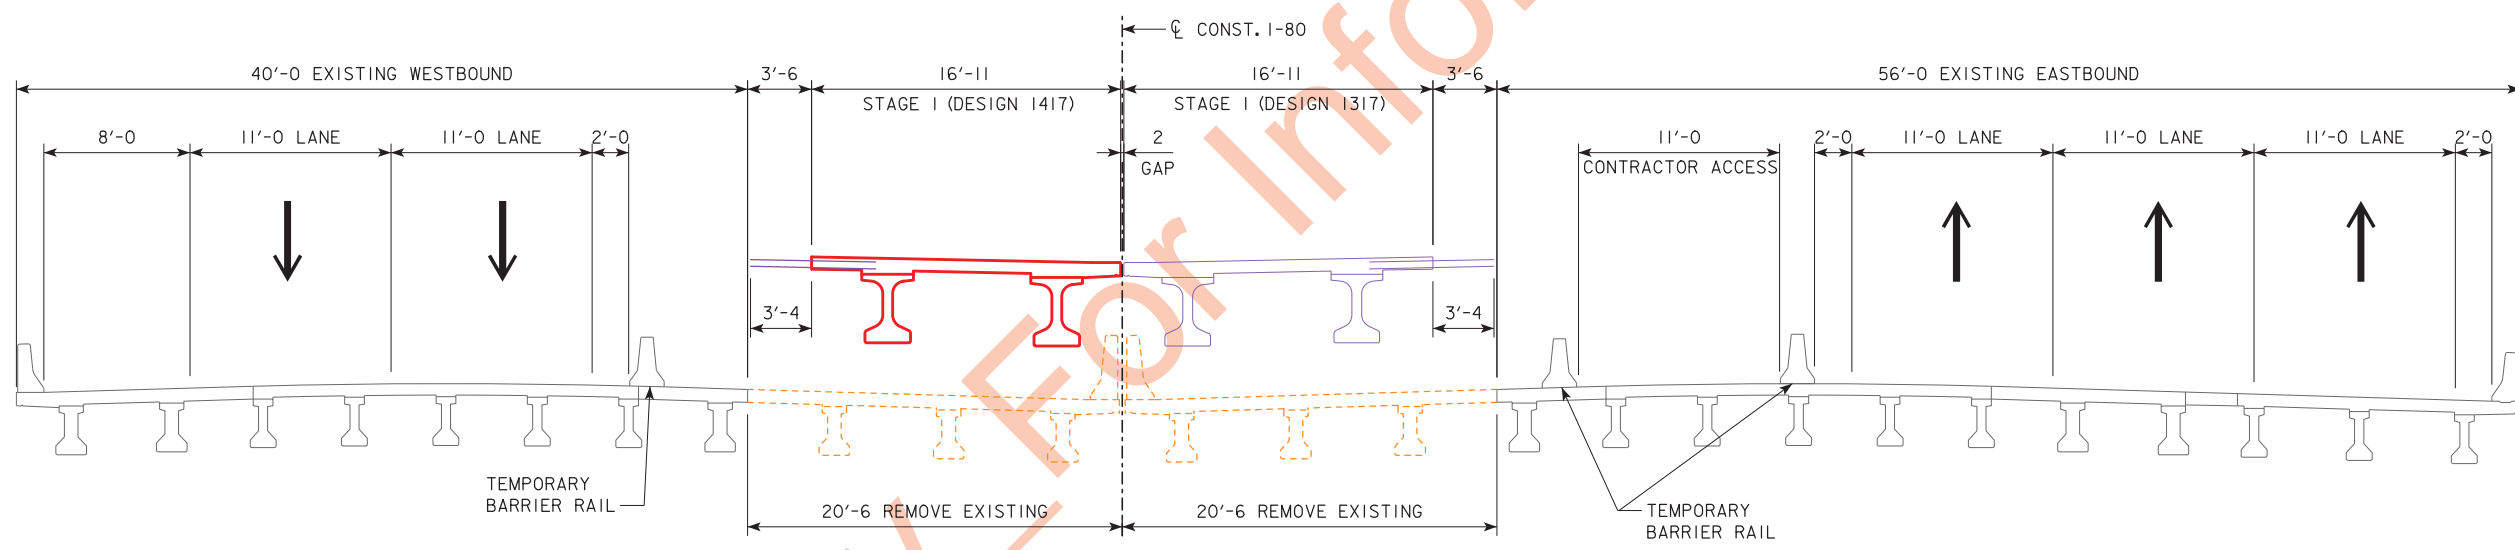 ℄ CONST. I-80
40'-0 EXISTING WESTBOUND
3'-6
16'-11
16'-11
3'-6
56'-0 EXISTING EASTBOUND
STAGE 1 (DESIGN 1417)
STAGE 1 (DESIGN 1317)
8'-0
11'-0 LANE
11'-0 LANE
2'-0
2
GAP
11'-0
CONTRACTOR ACCESS
2'-0
11'-0 LANE
11'-0 LANE
11'-0 LANE
2'-0
3'-4
3'-4
TEMPORARY
BARRIER RAIL
20'-6 REMOVE EXISTING
20'-6 REMOVE EXISTING
TEMPORARY
BARRIER RAIL
For Info